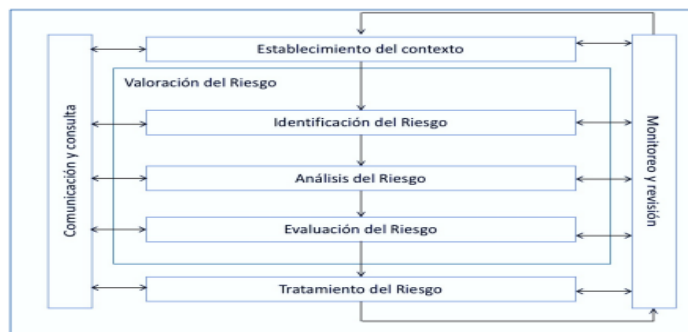 Establecimiento del contexto
Valoración del Riesgo
Identificación del Riesgo
Análisis del Riesgo
Evaluación del Riesgo
Tratamiento del Riesgo
Comunicación y consulta
Monitoreo y revisión